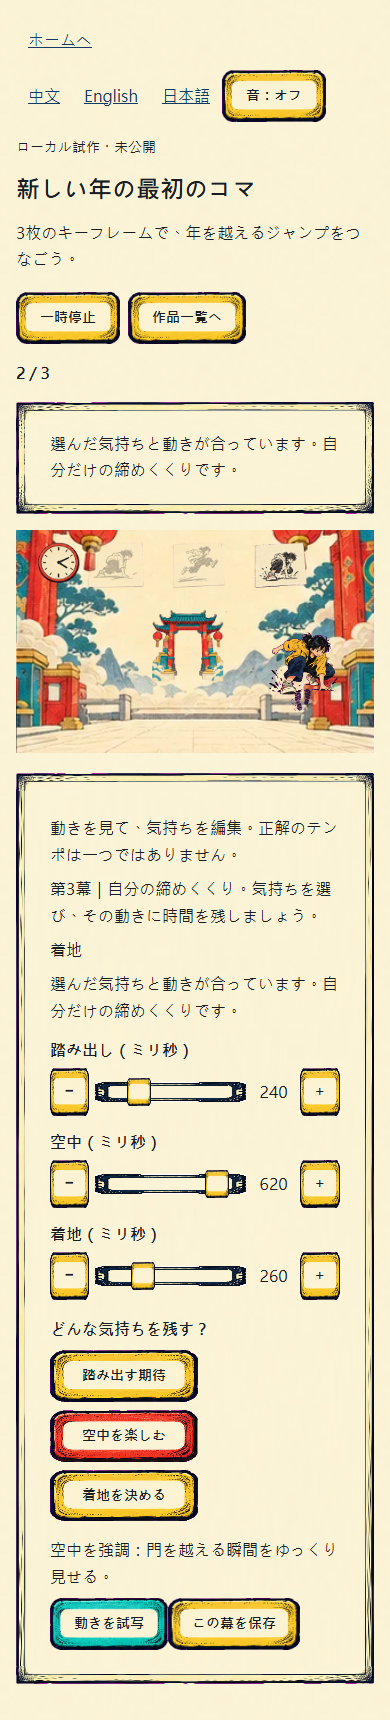 ホームへ
中文 English 日本語 音：オフ
ローカル試作・未公開
新しい年の最初のコマ
3枚のキーフレームで、年を越えるジャンプをつ
なごう。
一時停止 作品一覧へ
2 / 3
選んだ気持ちと動きが合っています。自
分だけの締めくくりです。
動きを見て、気持ちを編集。正解のテン
ポは一つではありません。
第3幕 | 自分の締めくくり。気持ちを選
び、その動きに時間を残しましょう。
着地
選んだ気持ちと動きが合っています。自
分だけの締めくくりです。
踏み出し（ミリ秒）
− 240 +
空中（ミリ秒）
− 620 +
着地（ミリ秒）
− 260 +
どんな気持ちを残す？
踏み出す期待
空中を楽しむ
着地を決める
空中を強調：門を越える瞬間をゆっくり
見せる。
動きを試写 この幕を保存